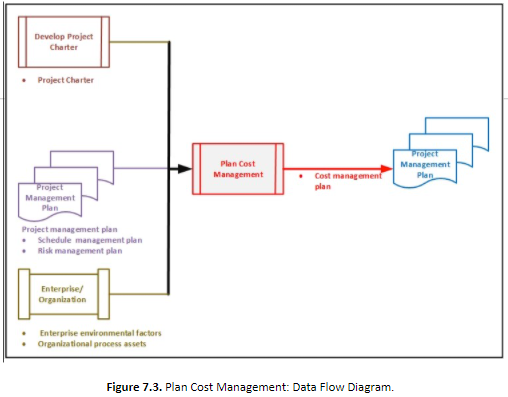 Develop Project
Charter
• Project Charter
Project
Management
Plan
Project management plan
• Schedule management plan
• Risk management plan
Enterprise/
Organization
• Enterprise environmental factors
• Organizational process assets
Plan Cost
Management
• Cost management
plan
Project
Management
Plan
Figure 7.3. Plan Cost Management: Data Flow Diagram.